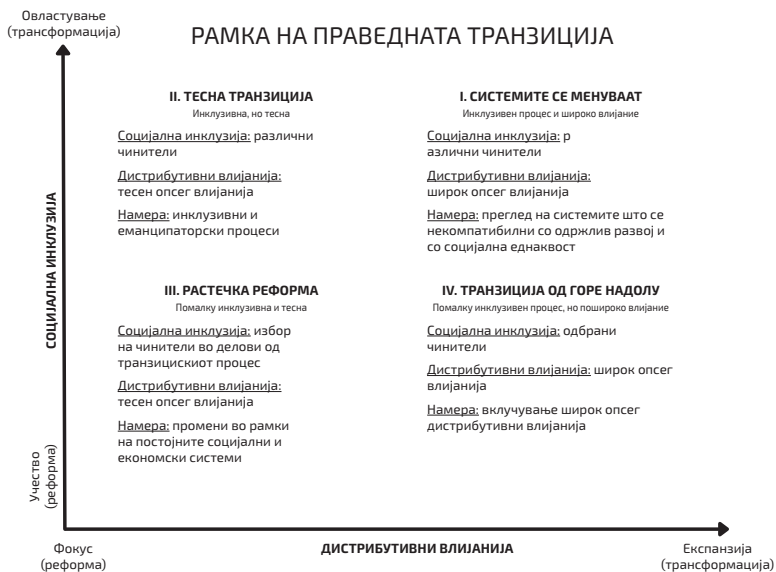 Овластување
(трансформација)
РАМКА НА ПРАВЕДНАТА ТРАНЗИЦИЈА
II. ТЕСНА ТРАНЗИЦИЈА
Инклузивна, но тесна
Социјална инклузија: различни
чинители
Дистрибутивни влијанија:
тесен опсег влијанија
Намера: инклузивни и
еманципаторски процеси
I. СИСТЕМИТЕ СЕ МЕНУВААТ
Инклузивен процес и широко влијание
Социјална инклузија: р
азлични чинители
Дистрибутивни влијанија:
широк опсег влијанија
Намера: преглед на системите што се
некомпатибилни со одржлив развој и
со социјална еднаквост
СОЦИЈАЛНА ИНКЛУЗИЈА
III. РАСТЕЧКА РЕФОРМА
Помалку инклузивна и тесна
Социјална инклузија: избор
на чинители во делови од
транзицискиот процес
Дистрибутивни влијанија:
тесен опсег влијанија
Намера: промени во рамки
на постојните социјални и
економски системи
IV. ТРАНЗИЦИЈА ОД ГОРЕ НАДОЛУ
Помалку инклузивен процес, но пошироко влијание
Социјална инклузија: одбрани
чинители
Дистрибутивни влијанија: широк опсег
влијанија
Намера: вклучување широк опсег
дистрибутивни влијанија
Учество
(реформа)
Фокус
(реформа)
ДИСТРИБУТИВНИ ВЛИЈАНИЈА
Експанзија
(трансформација)